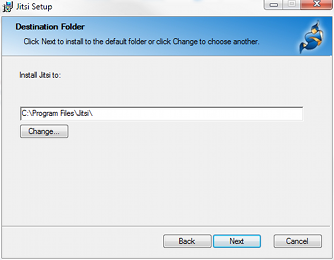 Jitsi Setup
Destination Folder
Click Next to install to the default folder or click Change to choose another.
Install Jitsi to:
C:\Program Files\Jitsi\
Change...
Back
Next
Cancel